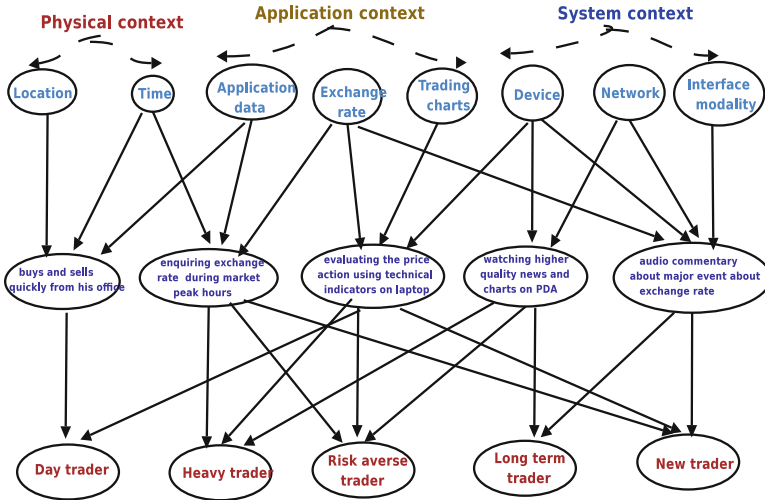 Physical context
Application context
System context
Location
Time
Application
data
Exchange
rate
Trading
charts
Device
Network
Interface
modality
buys and sells
quickly from his office
enquiring exchange
rate during market
peak hours
evaluating the price
action using technical
indicators on laptop
watching higher
quality news and
charts on PDA
audio commentary
about major event about
exchange rate
Day trader
Heavy trader
Risk averse
trader
Long term
trader
New trader